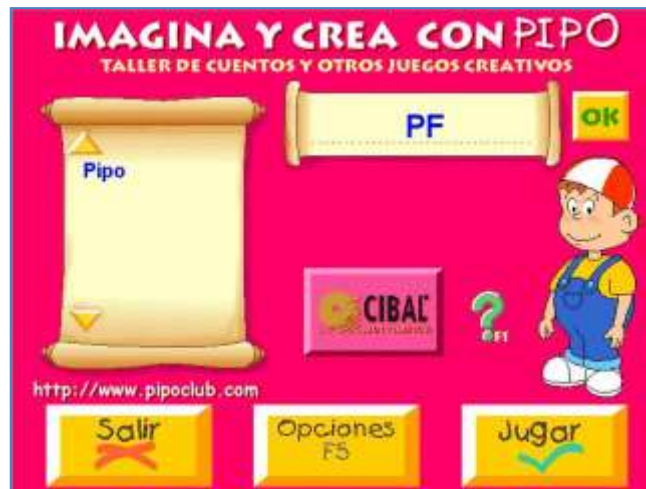 IMAGINA Y CREA CON PIPO
TALLER DE CUENTOS Y OTROS JUEGOS CREATIVOS
PF
OK
Pipo
CIBAL
?F1
http://www.pipoclub.com
Salir
Opciones
F5
Jugar